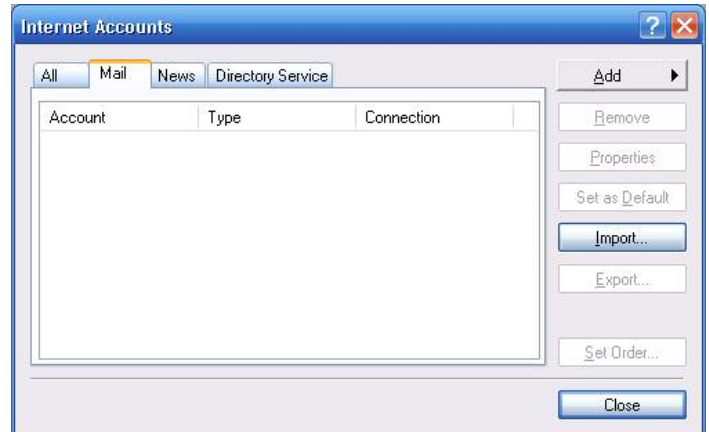 Internet Accounts
All Mail News Directory Service
Account Type Connection
Add
Remove
Properties
Set as Default
Import...
Export...
Set Order...
Close